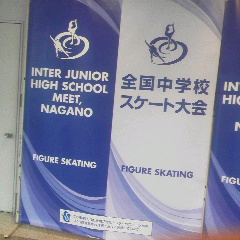 INTER JUNIOR
HIGH SCHOOL
MEET,
NAGANO
FIGURE SKATING
全国中学校
スケート大会
FIGURE SKATING